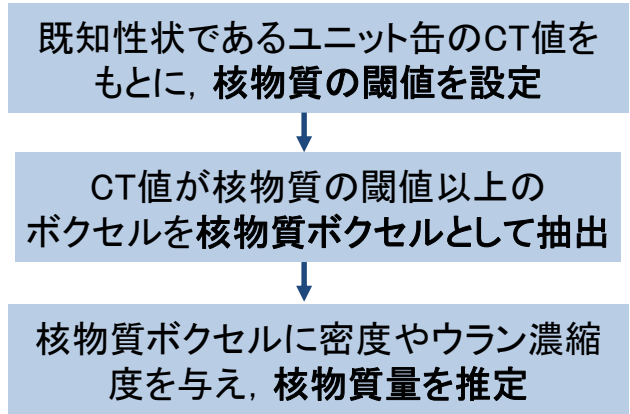 既知性状であるユニット缶のCT値を
もとに，核物質の閾値を設定
CT値が核物質の閾値以上の
ボクセルを核物質ボクセルとして抽出
核物質ボクセルに密度やウラン濃縮
度を与え，核物質量を推定